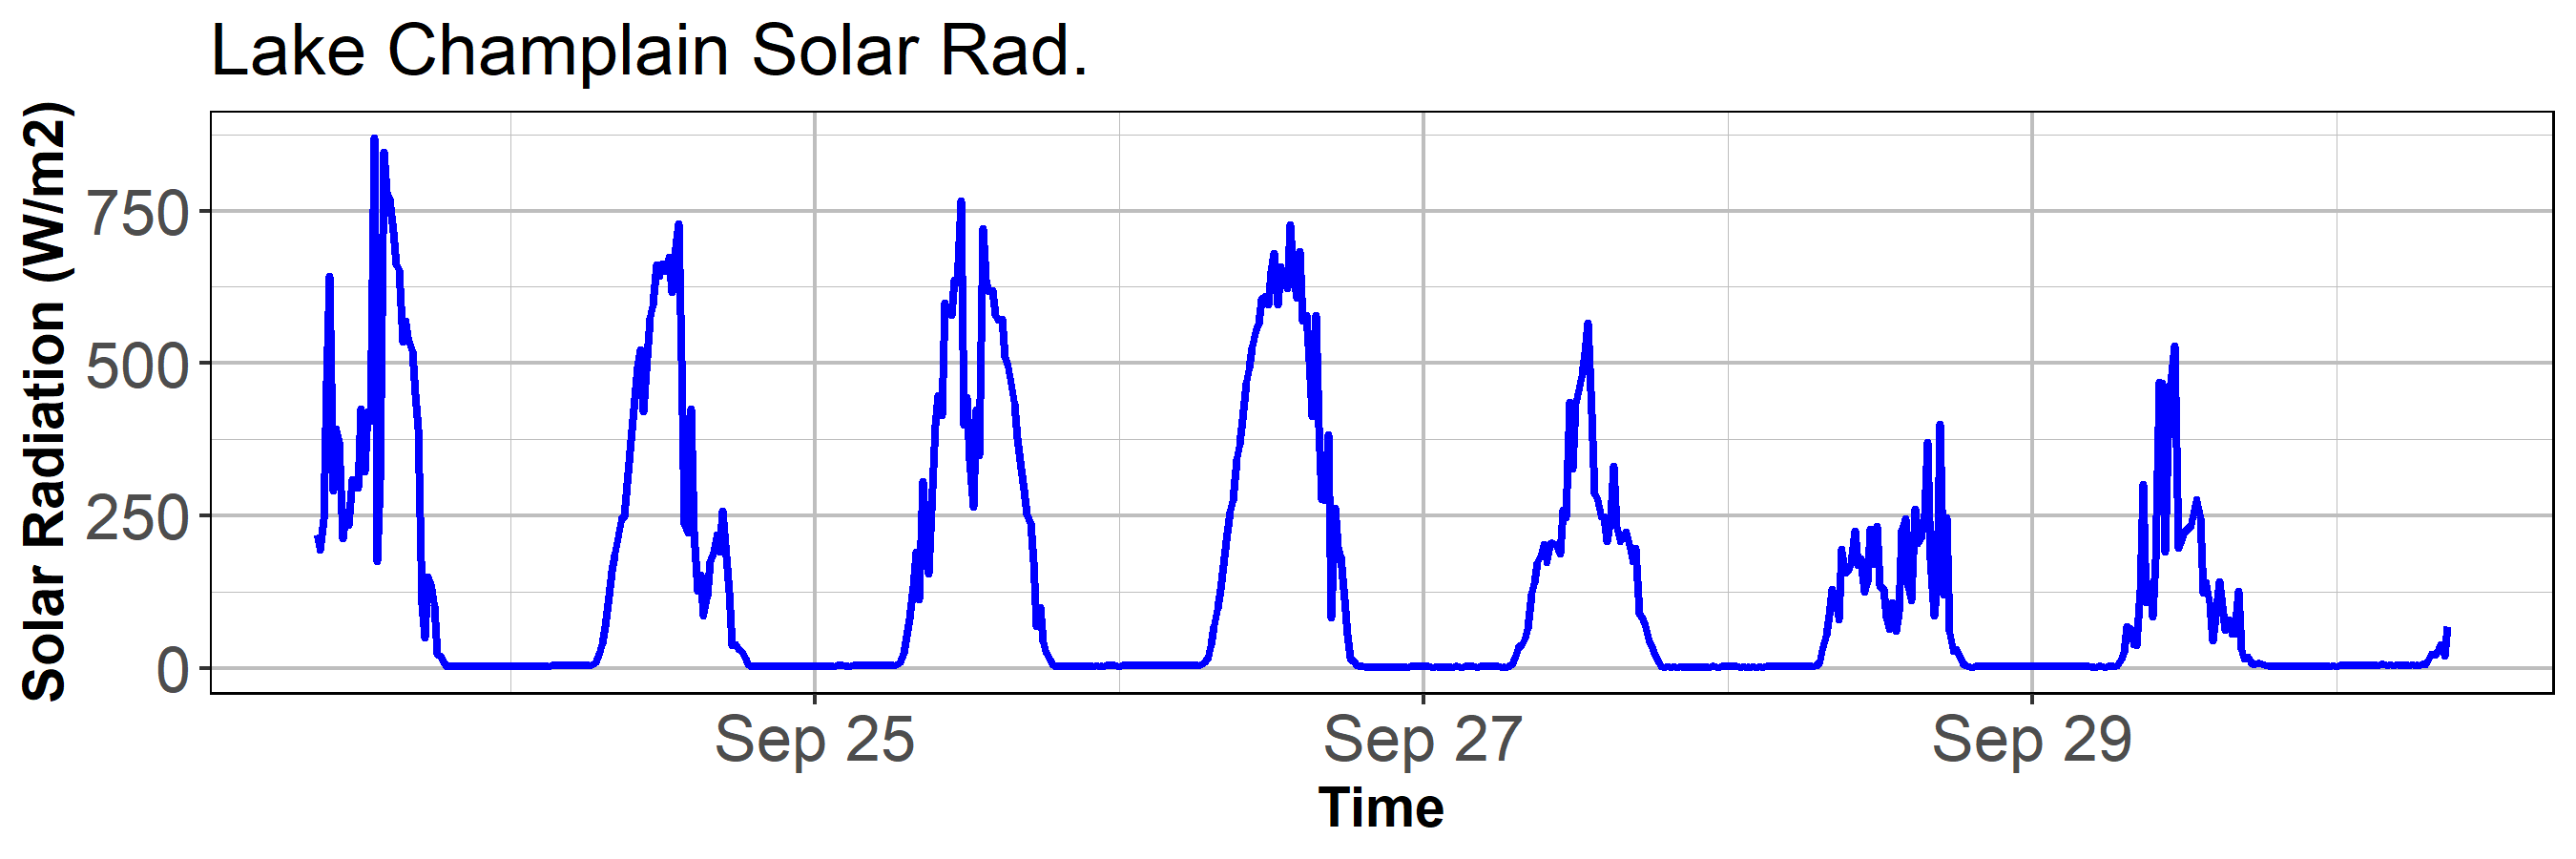 Lake Champlain Solar Rad.
Solar Radiation (W/m2)
750
500
250
0
Sep 25 Sep 27 Sep 29
Time